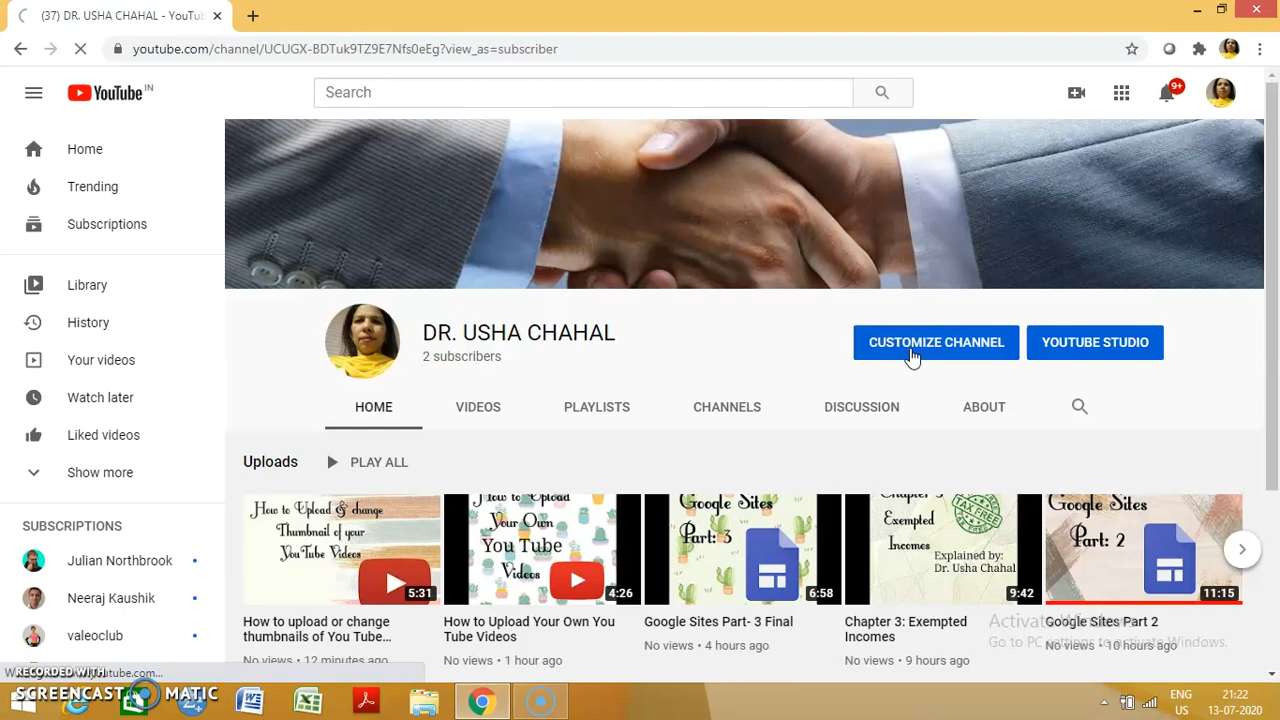 (37) DR. USHA CHAHAL - YouTub
youtube.com/channel/UCUGX-BDTuk9TZ9E7Nfs0eEg?view_as=subscriber
YouTube IN
Search
9+
Home
Trending
Subscriptions
Library
History
Your videos
Watch later
Liked videos
Show more
SUBSCRIPTIONS
Julian Northbrook
Neeraj Kaushik
valeoclub
DR. USHA CHAHAL
2 subscribers
CUSTOMIZE CHANNEL
YOUTUBE STUDIO
HOME
VIDEOS
PLAYLISTS
CHANNELS
DISCUSSION
ABOUT
Uploads
PLAY ALL
How to Upload & change
Thumbnail of your
You Tube Videos
5:31
How to Upload
Your Own
You Tube
Videos
4:26
Google Sites
Part: 3
6:58
Chapter 3
Exempted
Incomes
TAX FREE
Explained by:
Dr. Usha Chahal
9:42
Google Sites
Part: 2
11:15
How to upload or change
thumbnails of You Tube...
No views • 12 minutes ago
How to Upload Your Own You
Tube Videos
No views • 1 hour ago
Google Sites Part- 3 Final
No views • 4 hours ago
Chapter 3: Exempted
Incomes
No views • 9 hours ago
Google Sites Part 2
No views • 10 hours ago
Activate Windows
Go to PC settings to activate Windows.
RECORDED WITH
SCREENCAST MATIC
ENG
US
21:22
13-07-2020